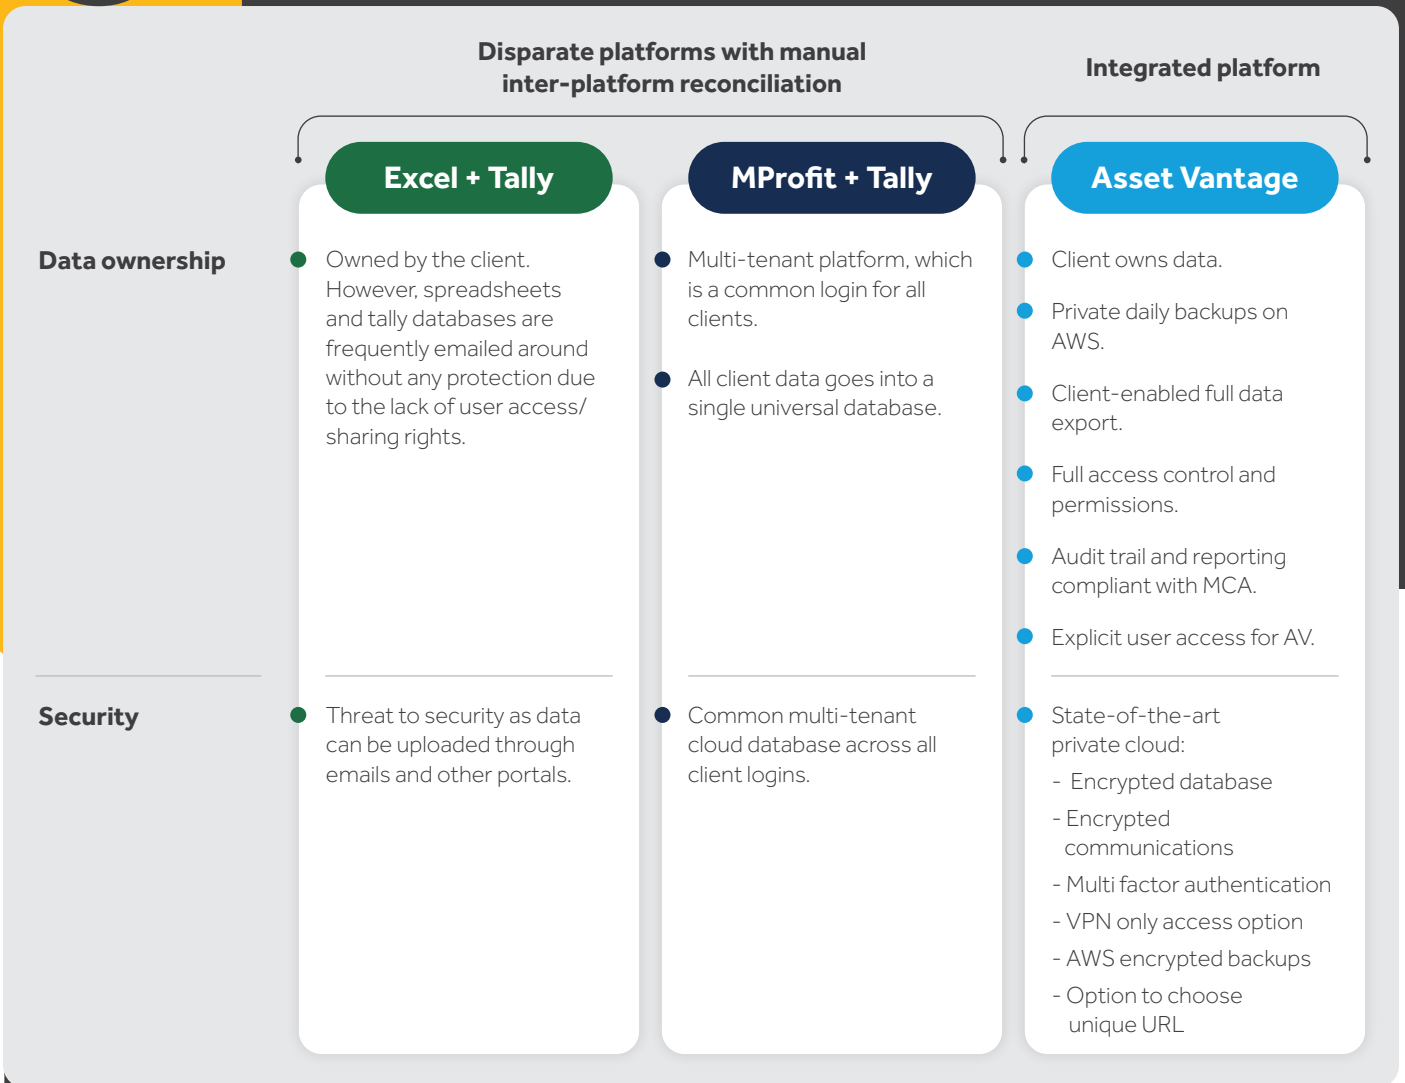 Disparate platforms with manual
inter-platform reconciliation
Integrated platform
Excel + Tally
MProfit + Tally
Asset Vantage
Data ownership
Owned by the client.
However, spreadsheets
and tally databases are
frequently emailed around
without any protection due
to the lack of user access/
sharing rights.
Multi-tenant platform, which
is a common login for all
clients.
All client data goes into a
single universal database.
Client owns data.
Private daily backups on
AWS.
Client-enabled full data
export.
Full access control and
permissions.
Audit trail and reporting
compliant with MCA.
Explicit user access for AV.
Security
Threat to security as data
can be uploaded through
emails and other portals.
Common multi-tenant
cloud database across all
client logins.
State-of-the-art
private cloud:
- Encrypted database
- Encrypted
communications
- Multi factor authentication
- VPN only access option
- AWS encrypted backups
- Option to choose
unique URL